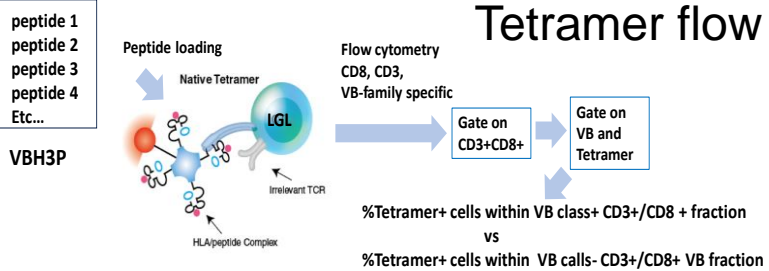 Tetramer flow
peptide 1
peptide 2
peptide 3
peptide 4
Etc...
VBH3P
Peptide loading
Native Tetramer
LGL
Irrelevant TCR
HLA/peptide Complex
Flow cytometry
CD8, CD3,
VB-family specific
Gate on
CD3+CD8+
Gate on
VB and
Tetramer
%Tetramer+ cells within VB class+ CD3+/CD8 + fraction
vs
%Tetramer+ cells within VB calls- CD3+/CD8+ VB fraction